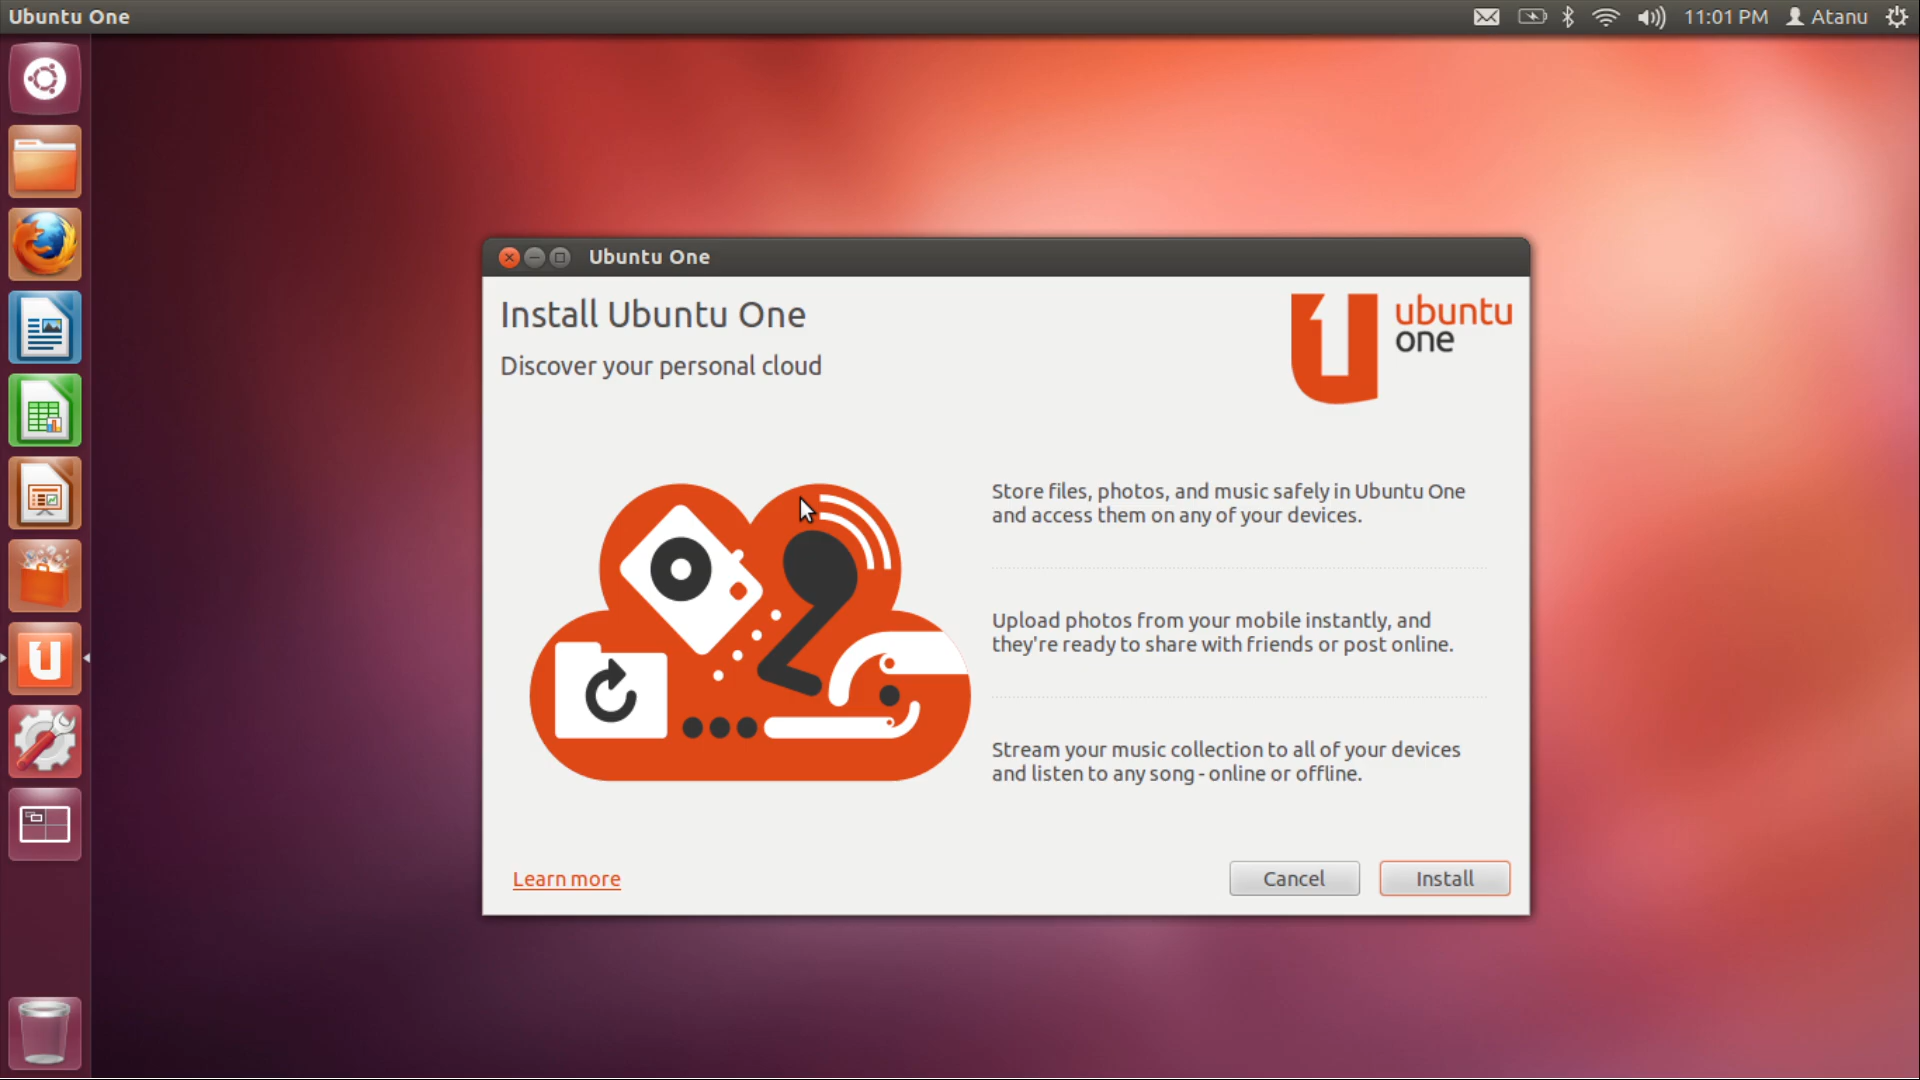 Ubuntu One
11:01 PM
Atanu
Ubuntu One
Install Ubuntu One
Discover your personal cloud
ubuntu
one
Store files, photos, and music safely in Ubuntu One
and access them on any of your devices.
Upload photos from your mobile instantly, and
they're ready to share with friends or post online.
Stream your music collection to all of your devices
and listen to any song - online or offline.
Learn more
Cancel
Install